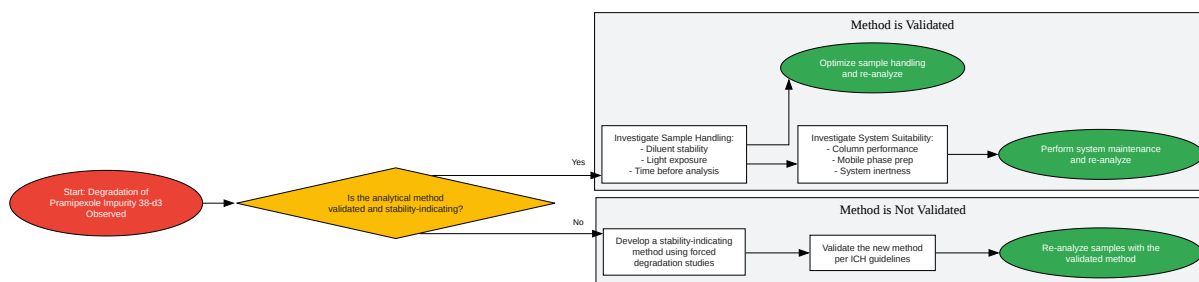 Start: Degradation of
Pramipexole Impurity 38-d3
Observed
Is the analytical method
validated and stability-indicating?
Yes
No
Method is Validated
Optimize sample handling
and re-analyze
Investigate Sample Handling:
- Diluent stability
- Light exposure
- Time before analysis
Investigate System Suitability:
- Column performance
- Mobile phase prep
- System inertness
Perform system maintenance
and re-analyze
Method is Not Validated
Develop a stability-indicating
method using forced
degradation studies
Validate the new method
per ICH guidelines
Re-analyze samples with the
validated method